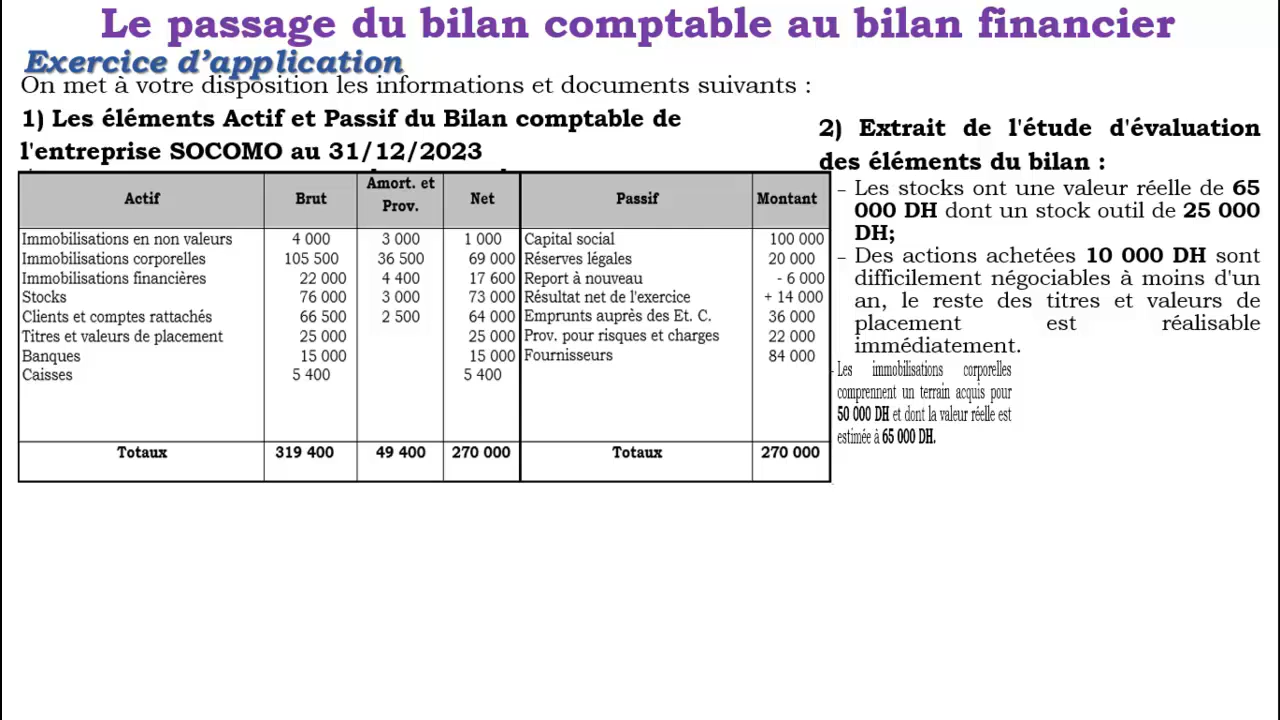 Le passage du bilan comptable au bilan financier
Exercice d'application
On met à votre disposition les informations et documents suivants :
1) Les éléments Actif et Passif du Bilan comptable de
l'entreprise SOCOMO au 31/12/2023
Actif Brut Amort. et Prov. Net Passif Montant
Immobilisations en non valeurs 4 000 3 000 1 000 Capital social 100 000
Immobilisations corporelles 105 500 36 500 69 000 Réserves légales 20 000
Immobilisations financières 22 000 4 400 17 600 Report à nouveau - 6 000
Stocks 76 000 3 000 73 000 Résultat net de l'exercice + 14 000
Clients et comptes rattachés 66 500 2 500 64 000 Emprunts auprès des Et. C. 36 000
Titres et valeurs de placement 25 000 25 000 Prov. pour risques et charges 22 000
Banques 15 000 15 000 Fournisseurs 84 000
Caisses 5 400 5 400
Totaux 319 400 49 400 270 000 Totaux 270 000
2) Extrait de l'étude d'évaluation
des éléments du bilan :
– Les stocks ont une valeur réelle de 65
000 DH dont un stock outil de 25 000
DH;
– Des actions achetées 10 000 DH sont
difficilement négociables à moins d'un
an, le reste des titres et valeurs de
placement est réalisable
immédiatement.
- Les immobilisations corporelles
comprennent un terrain acquis pour
50 000 DH et dont la valeur réelle est
estimée à 65 000 DH.